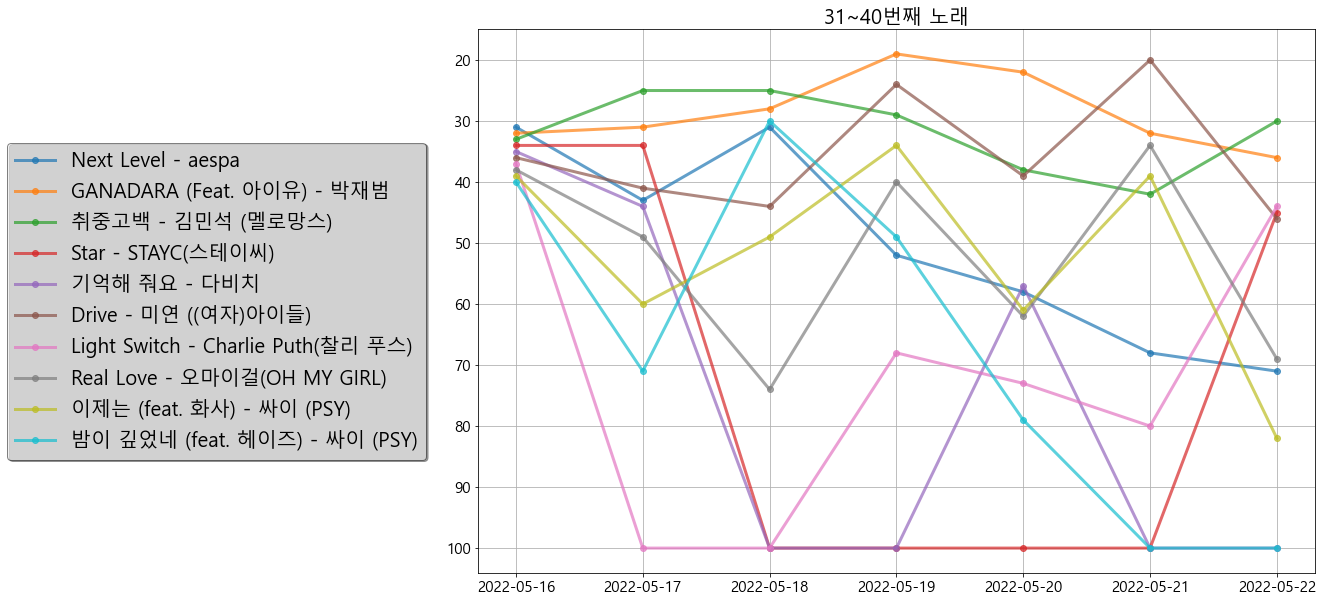 31~40번째 노래
Next Level - aespa
GANADARA (Feat. 아이유) - 박재범
취중고백 - 김민석 (멜로망스)
Star - STAYC(스테이씨)
기억해 줘요 - 다비치
Drive - 미연 ((여자)아이들)
Light Switch - Charlie Puth(찰리 푸스)
Real Love - 오마이걸(OH MY GIRL)
이제는 (feat. 화사) - 싸이 (PSY)
밤이 깊었네 (feat. 헤이즈) - 싸이 (PSY)
20
30
40
50
60
70
80
90
100
2022-05-16 2022-05-17 2022-05-18 2022-05-19 2022-05-20 2022-05-21 2022-05-22